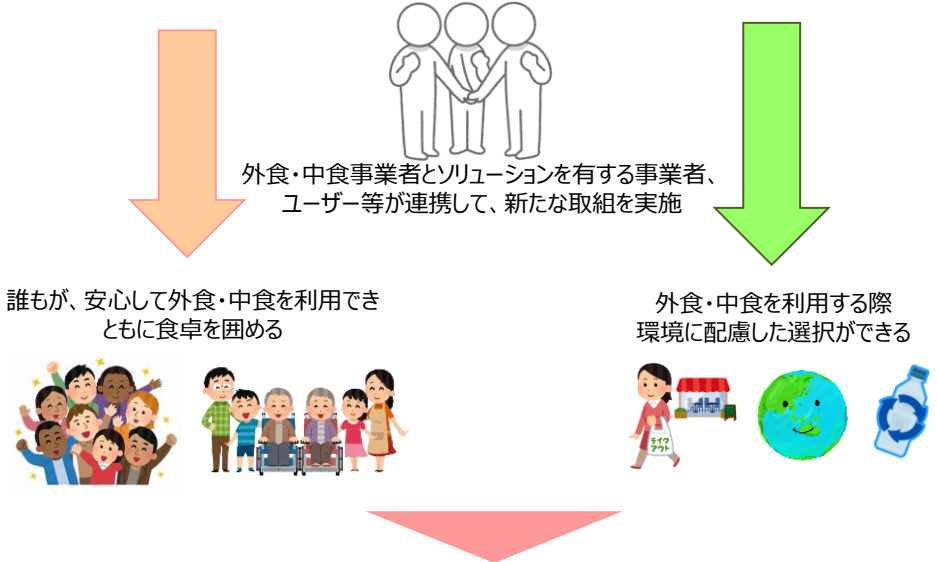 外食・中食事業者とソリューションを有する事業者、
ユーザー等が連携して、新たな取組を実施
誰もが、安心して外食・中食を利用でき
ともに食卓を囲める
外食・中食を利用する際
環境に配慮した選択ができる
テイク
アウト